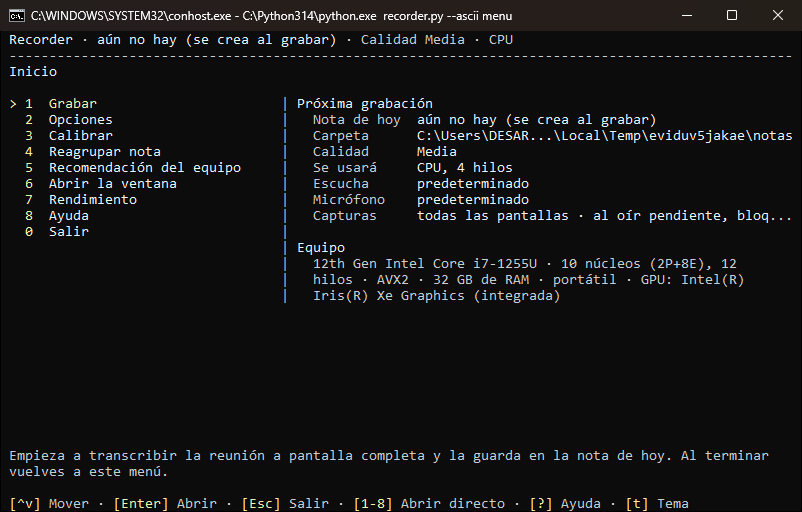 C:\WINDOWS\SYSTEM32\conhost.exe - C:\Python314\python.exe recorder.py --ascii menu
Recorder · aún no hay (se crea al grabar) · Calidad Media · CPU
--------------------------------------------------------------------------------------------------
Inicio
> 1 Grabar | Próxima grabación
2 Opciones | Nota de hoy aún no hay (se crea al grabar)
3 Calibrar | Carpeta C:\Users\DESAR...\Local\Temp\eviduv5jakae\notas
4 Reagrupar nota | Calidad Media
5 Recomendación del equipo | Se usará CPU, 4 hilos
6 Abrir la ventana | Escucha predeterminado
7 Rendimiento | Micrófono predeterminado
8 Ayuda | Capturas todas las pantallas · al oír pendiente, bloq...
0 Salir |
| Equipo
| 12th Gen Intel Core i7-1255U · 10 núcleos (2P+8E), 12
| hilos · AVX2 · 32 GB de RAM · portátil · GPU: Intel(R)
| Iris(R) Xe Graphics (integrada)
Empieza a transcribir la reunión a pantalla completa y la guarda en la nota de hoy. Al terminar
vuelves a este menú.
[^v] Mover · [Enter] Abrir · [Esc] Salir · [1-8] Abrir directo · [?] Ayuda · [t] Tema